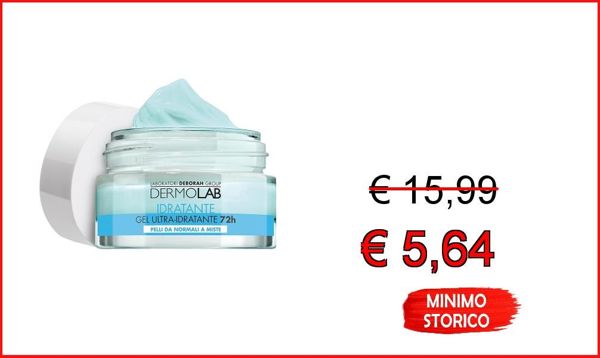 LABORATORI DEBORAH GROUP
DERMOLAB
IDRATANTE
GEL ULTRA-IDRATANTE 72h
PELLI DA NORMALI A MISTE
€ 15,99
€ 5,64
MINIMO
STORICO